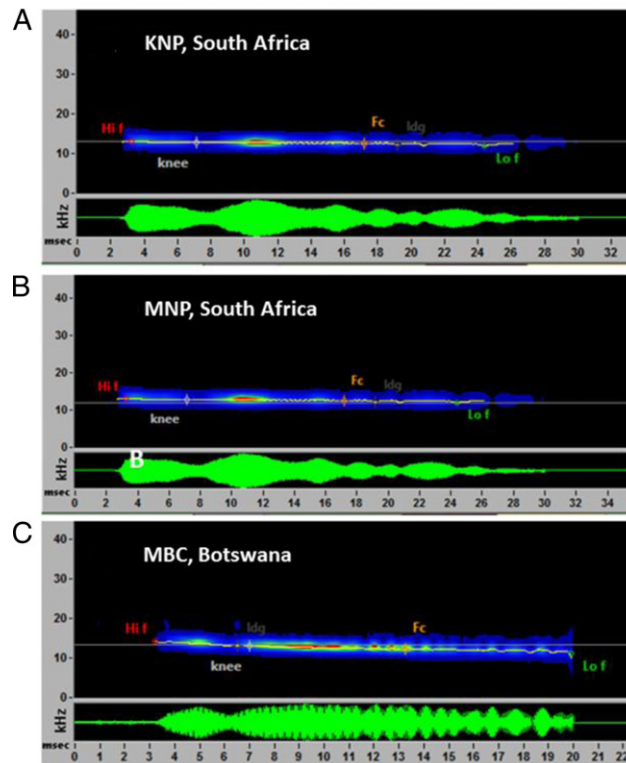 A
KNP, South Africa
40-
30-
20-
10-
0-
Hi f
knee
Fc
ldg
Lo f
kHz
msec
0 2 4 6 8 10 12 14 16 18 20 22 24 26 28 30 32
B
MNP, South Africa
40-
30-
20-
10-
0-
Hi f
knee
Fc
ldg
Lo f
kHz
B
msec
0 2 4 6 8 10 12 14 16 18 20 22 24 26 28 30 32 34
C
MBC, Botswana
40-
30-
20-
10-
0-
Hi f
ldg
knee
Fc
Lo f
kHz
msec
0 1 2 3 4 5 6 7 8 9 10 11 12 13 14 15 16 17 18 19 20 21 22